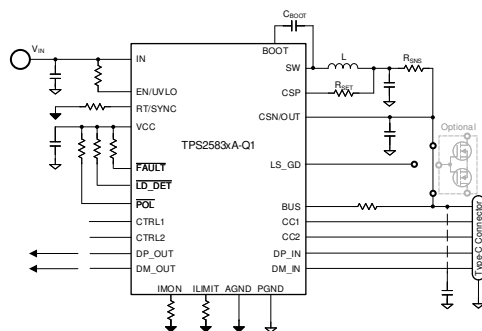 C_BOOT
V_IN
BOOT
IN
SW
L
R_SNS
EN/UVLO
CSP
R_SET
RT/SYNC
CSN/OUT
VCC
Optional
TPS2583xA-Q1
FAULT
LS_GD
LD_DET
POL
BUS
CTRL1
CC1
CTRL2
CC2
DP_OUT
DP_IN
DM_OUT
DM_IN
Type-C Connector
IMON
ILIMIT
AGND
PGND